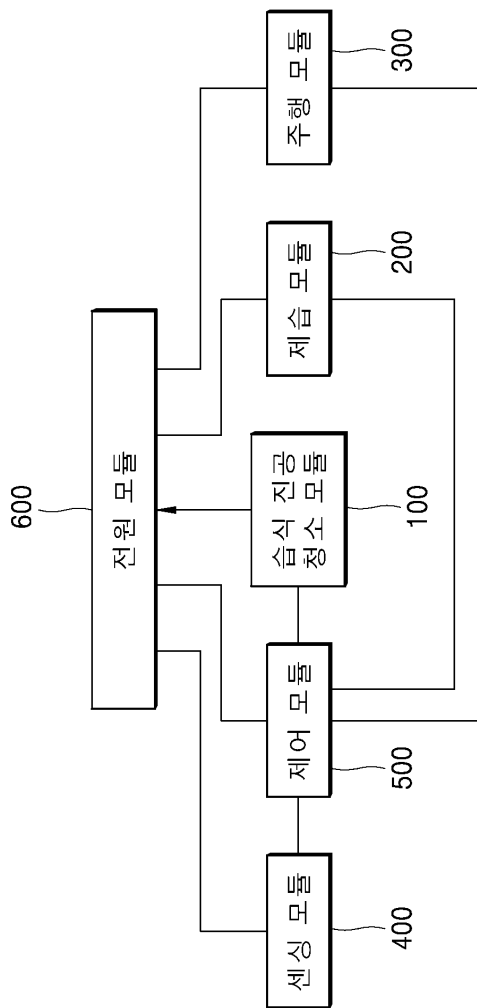 600
전원 모듈
센싱 모듈
제어 모듈
습식 진공
청소 모듈
제습 모듈
주행 모듈
400
500
100
200
300